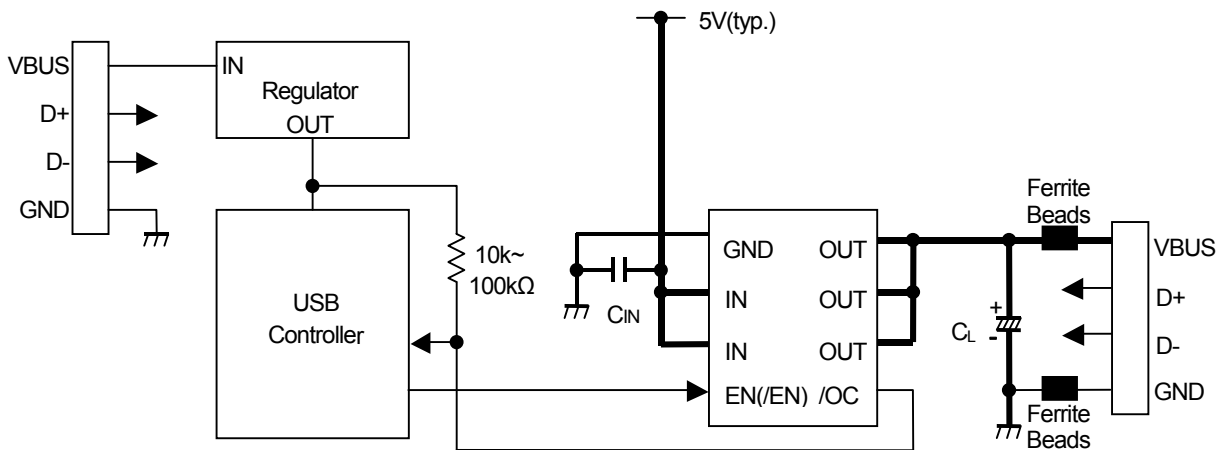 5V(typ.)
VBUS
D+
D-
GND
IN
Regulator
OUT
USB
Controller
10k~
100kΩ
CIN
GND OUT
IN OUT
IN OUT
EN(/EN) /OC
Ferrite
Beads
+
CL
-
Ferrite
Beads
VBUS
D+
D-
GND